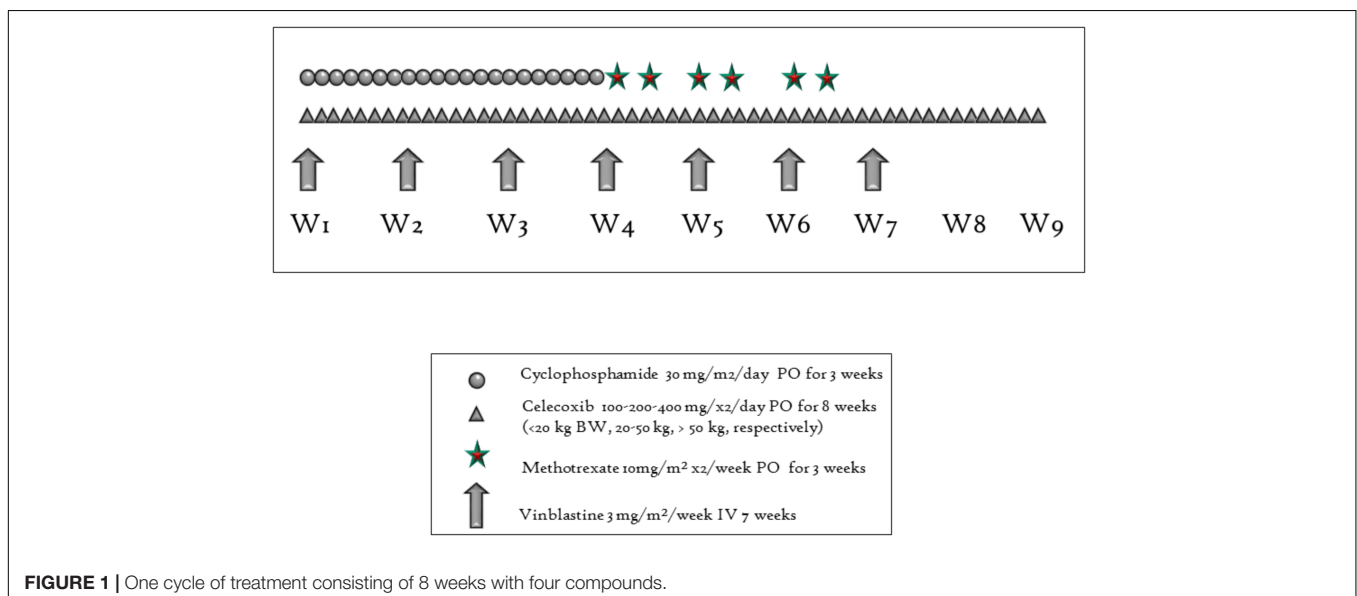 W1 W2 W3 W4 W5 W6 W7 W8 W9
Cyclophosphamide 30 mg/m2/day PO for 3 weeks
Celecoxib 100-200-400 mg/x2/day PO for 8 weeks
(<20 kg BW, 20-50 kg, > 50 kg, respectively)
Methotrexate 10mg/m² x2/week PO for 3 weeks
Vinblastine 3 mg/m²/week IV 7 weeks
FIGURE 1 | One cycle of treatment consisting of 8 weeks with four compounds.